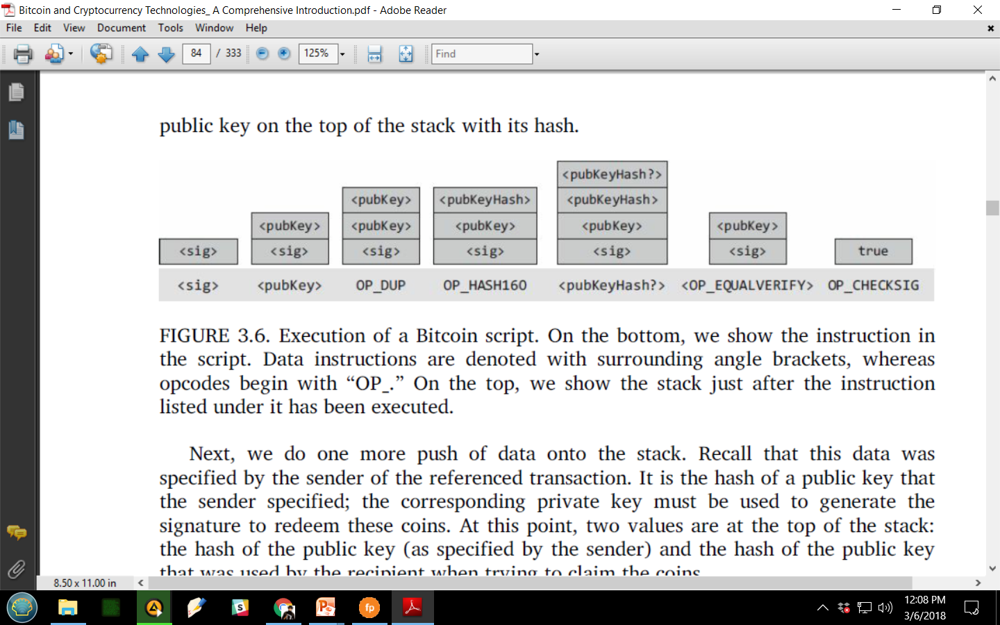 Bitcoin and Cryptocurrency Technologies_ A Comprehensive Introduction.pdf - Adobe Reader
File Edit View Document Tools Window Help
84 / 333 125% Find
public key on the top of the stack with its hash.
<pubKeyHash?>
<pubKey> <pubKeyHash> <pubKeyHash>
<pubKey> <pubKey> <pubKey> <pubKey> <pubKey>
<sig> <sig> <sig> <sig> <sig> <sig> true
<sig> <pubKey> OP_DUP OP_HASH160 <pubKeyHash?> <OP_EQUALVERIFY> OP_CHECKSIG
FIGURE 3.6. Execution of a Bitcoin script. On the bottom, we show the instruction in
the script. Data instructions are denoted with surrounding angle brackets, whereas
opcodes begin with “OP_.” On the top, we show the stack just after the instruction
listed under it has been executed.
Next, we do one more push of data onto the stack. Recall that this data was
specified by the sender of the referenced transaction. It is the hash of a public key that
the sender specified; the corresponding private key must be used to generate the
signature to redeem these coins. At this point, two values are at the top of the stack:
the hash of the public key (as specified by the sender) and the hash of the public key
that was used by the recipient when trying to claim the coins.
8.50 x 11.00 in
fp
12:08 PM
3/6/2018